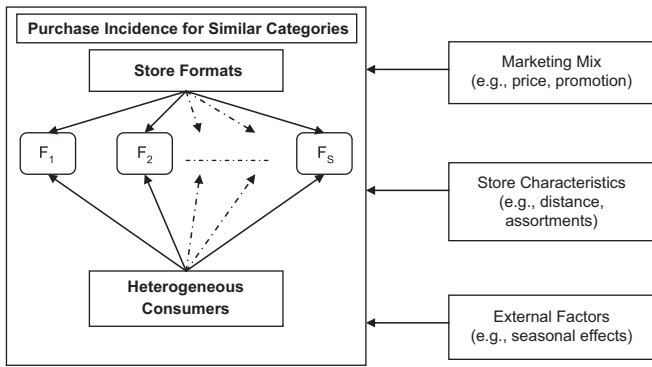 Purchase Incidence for Similar Categories
Store Formats
F1
F2
FS
Heterogeneous
Consumers
Marketing Mix
(e.g., price, promotion)
Store Characteristics
(e.g., distance,
assortments)
External Factors
(e.g., seasonal effects)